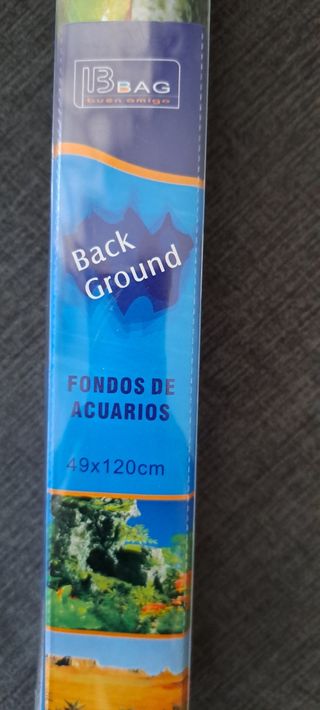 BBAG
buen amigo
Back
Ground
FONDOS DE
ACUARIOS
49x120cm